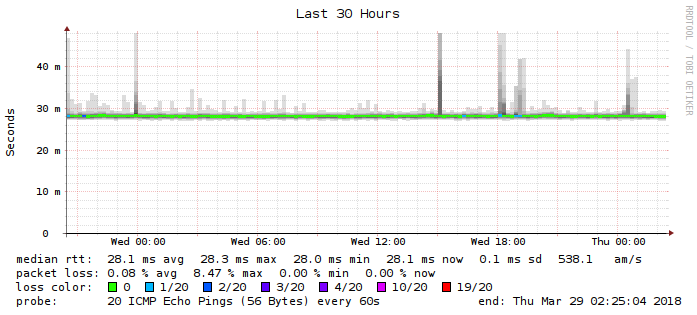 Last 30 Hours
RRDTOOL / TOBI OETIKER
Seconds
40 m
30 m
20 m
10 m
0
Wed 00:00 Wed 06:00 Wed 12:00 Wed 18:00 Thu 00:00
median rtt: 28.1 ms avg 28.3 ms max 28.0 ms min 28.1 ms now 0.1 ms sd 538.1 am/s
packet loss: 0.08 % avg 8.47 % max 0.00 % min 0.00 % now
loss color: 0 1/20 2/20 3/20 4/20 10/20 19/20
probe: 20 ICMP Echo Pings (56 Bytes) every 60s end: Thu Mar 29 02:25:04 2018